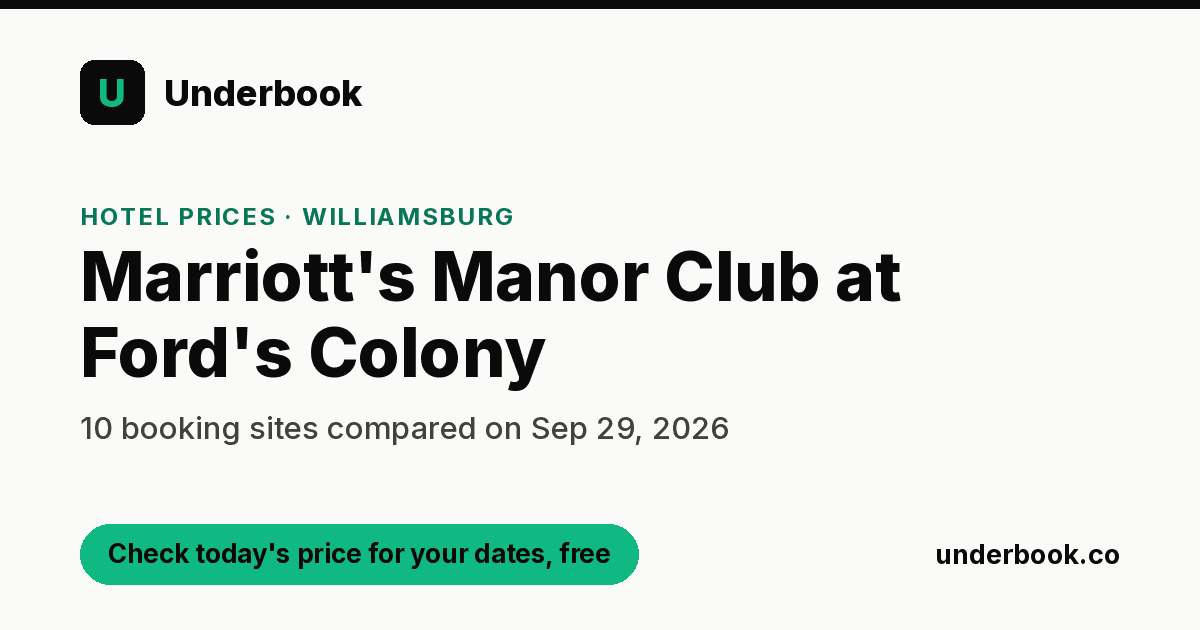 U Underbook
HOTEL PRICES · WILLIAMSBURG
Marriott's Manor Club at
Ford's Colony
10 booking sites compared on Sep 29, 2026
Check today's price for your dates, free
underbook.co